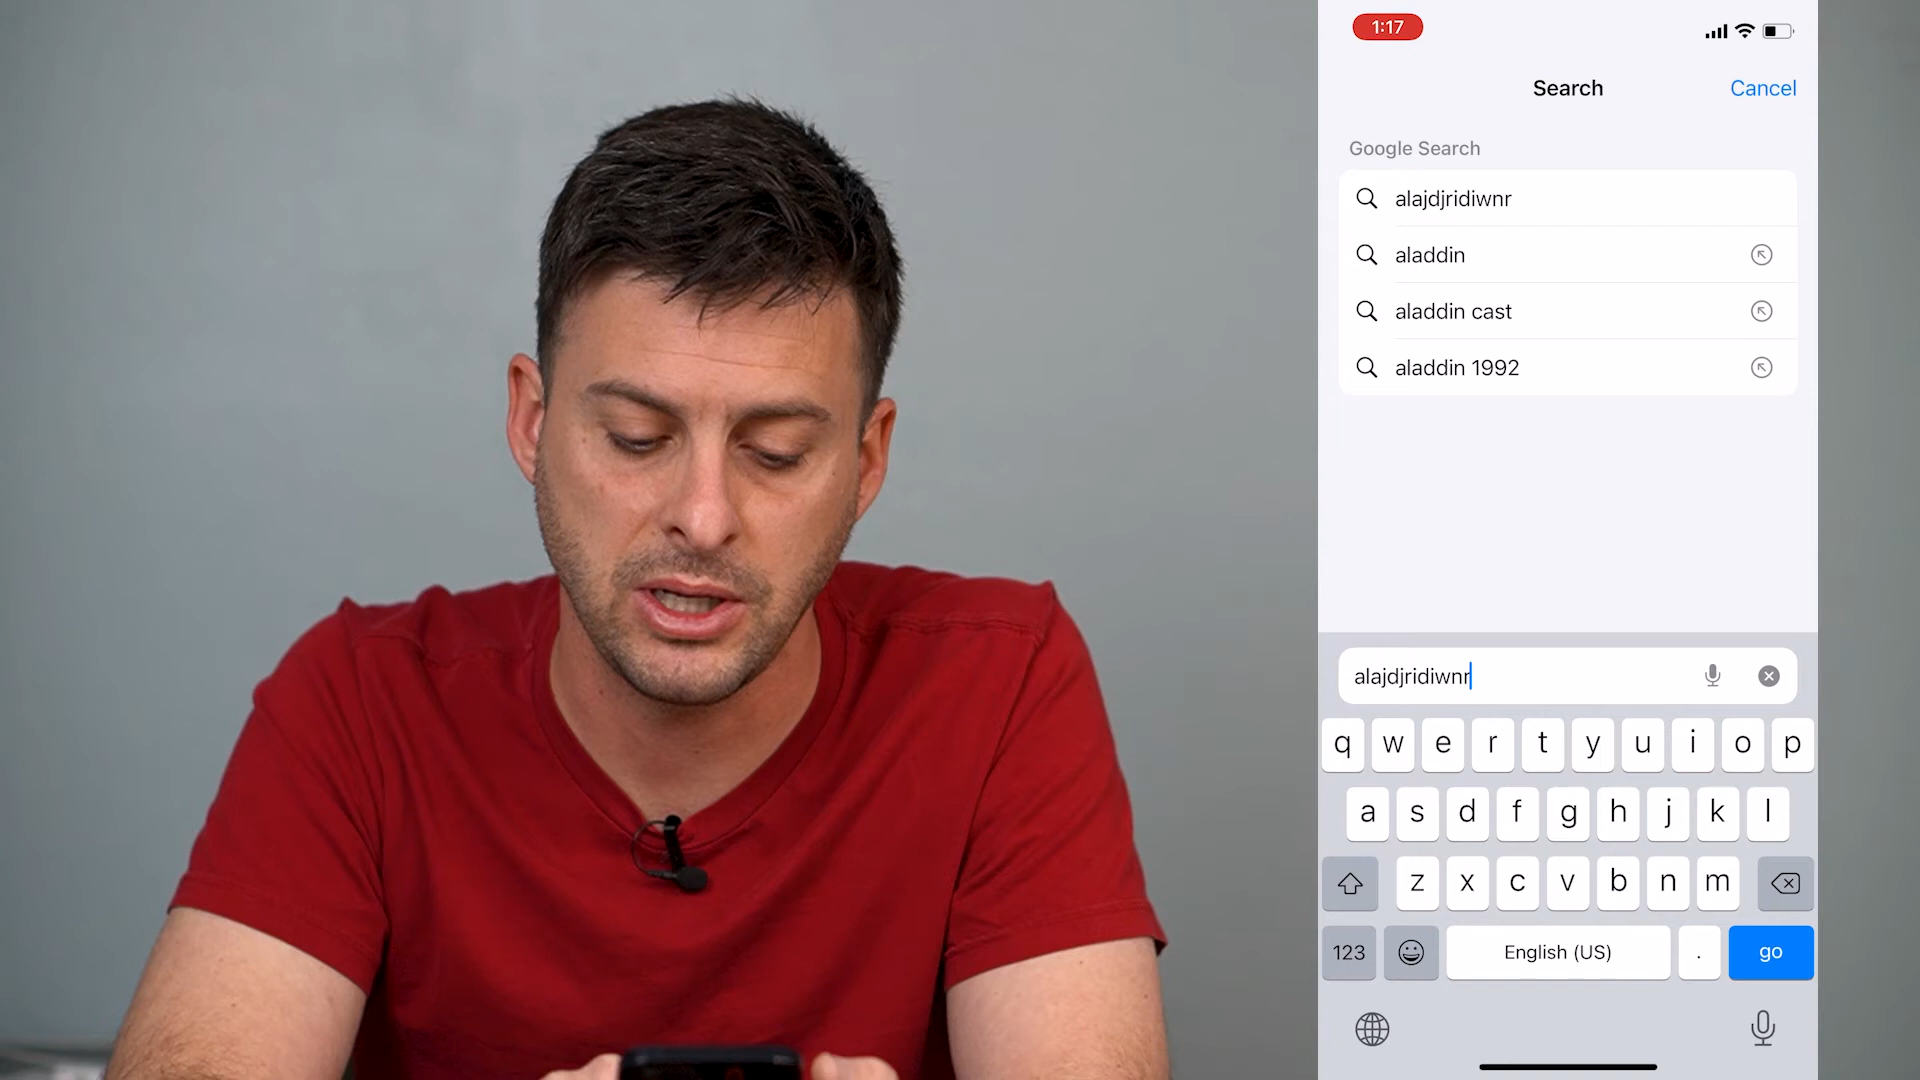 1:17
Search
Cancel
Google Search
alajdjridiwnr
aladdin
aladdin cast
aladdin 1992
alajdjridiwnr
q w e r t y u i o p
a s d f g h j k l
z x c v b n m
123
English (US)
.
go